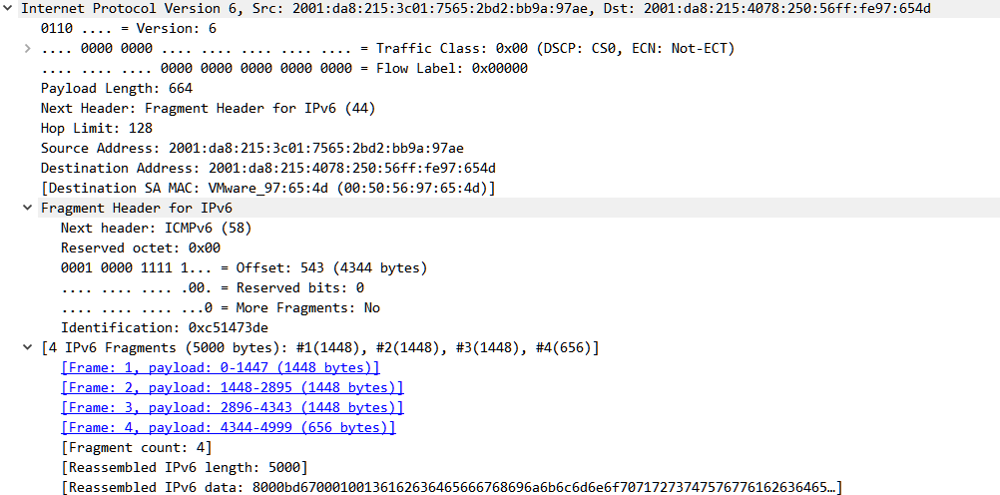 Internet Protocol Version 6, Src: 2001:da8:215:3c01:7565:2bd2:bb9a:97ae, Dst: 2001:da8:215:4078:250:56ff:fe97:654d
0110 .... = Version: 6
.... 0000 0000 .... .... .... .... .... = Traffic Class: 0x00 (DSCP: CS0, ECN: Not-ECT)
.... .... .... 0000 0000 0000 0000 0000 = Flow Label: 0x00000
Payload Length: 664
Next Header: Fragment Header for IPv6 (44)
Hop Limit: 128
Source Address: 2001:da8:215:3c01:7565:2bd2:bb9a:97ae
Destination Address: 2001:da8:215:4078:250:56ff:fe97:654d
[Destination SA MAC: VMware_97:65:4d (00:50:56:97:65:4d)]
Fragment Header for IPv6
Next header: ICMPv6 (58)
Reserved octet: 0x00
0001 0000 1111 1... = Offset: 543 (4344 bytes)
.... .... .... .00. = Reserved bits: 0
.... .... .... ...0 = More Fragments: No
Identification: 0xc51473de
[4 IPv6 Fragments (5000 bytes): #1(1448), #2(1448), #3(1448), #4(656)]
[Frame: 1, payload: 0-1447 (1448 bytes)]
[Frame: 2, payload: 1448-2895 (1448 bytes)]
[Frame: 3, payload: 2896-4343 (1448 bytes)]
[Frame: 4, payload: 4344-4999 (656 bytes)]
[Fragment count: 4]
[Reassembled IPv6 length: 5000]
[Reassembled IPv6 data: 8000bd67000100136162636465666768696a6b6c6d6e6f7071727374757677616263646­5…]